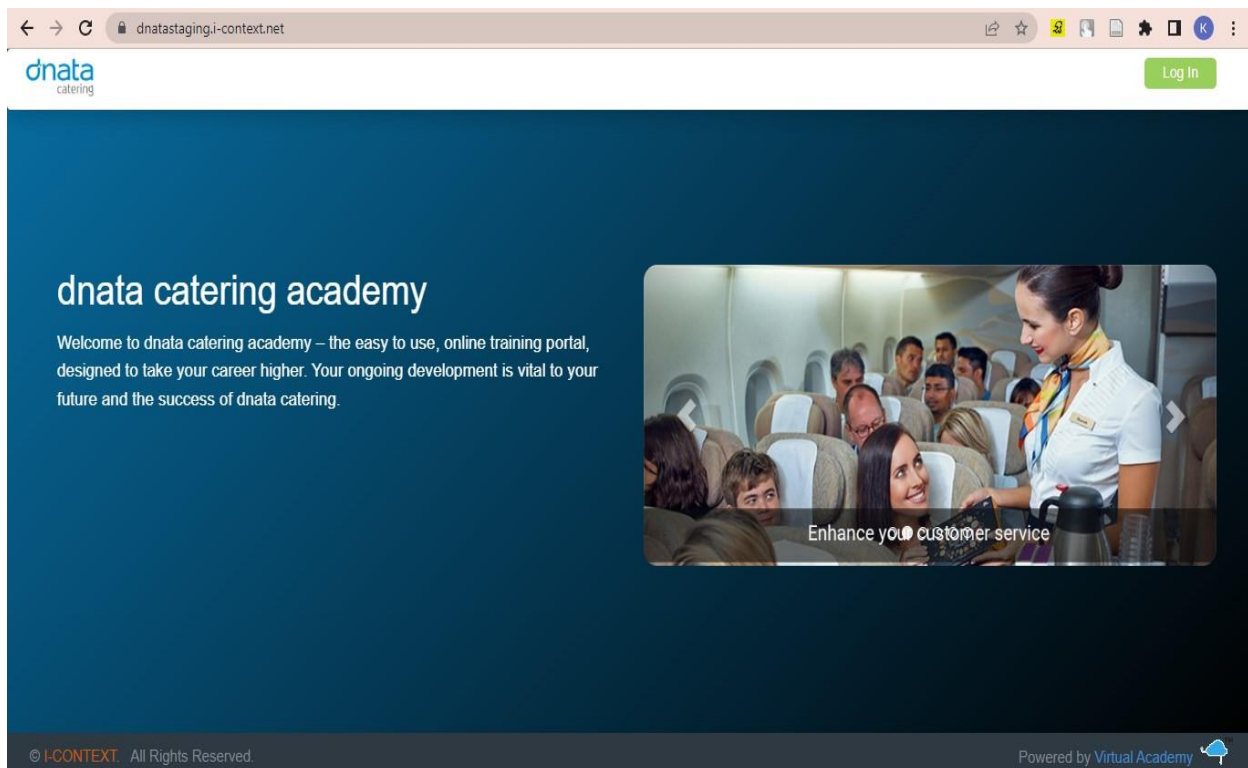 dnatastaging.i-context.net
K
dnata
catering
Log In
dnata catering academy
Welcome to dnata catering academy – the easy to use, online training portal,
designed to take your career higher. Your ongoing development is vital to your
future and the success of dnata catering.
Enhance your customer service
© I-CONTEXT. All Rights Reserved.
Powered by Virtual Academy